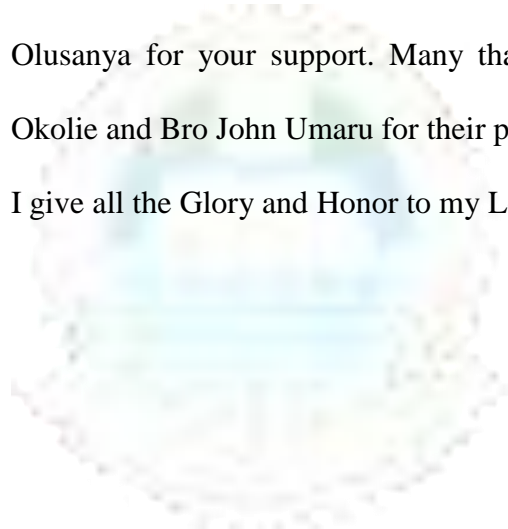 Olusanya for your support. Many tha
Okolie and Bro John Umaru for their p
I give all the Glory and Honor to my L